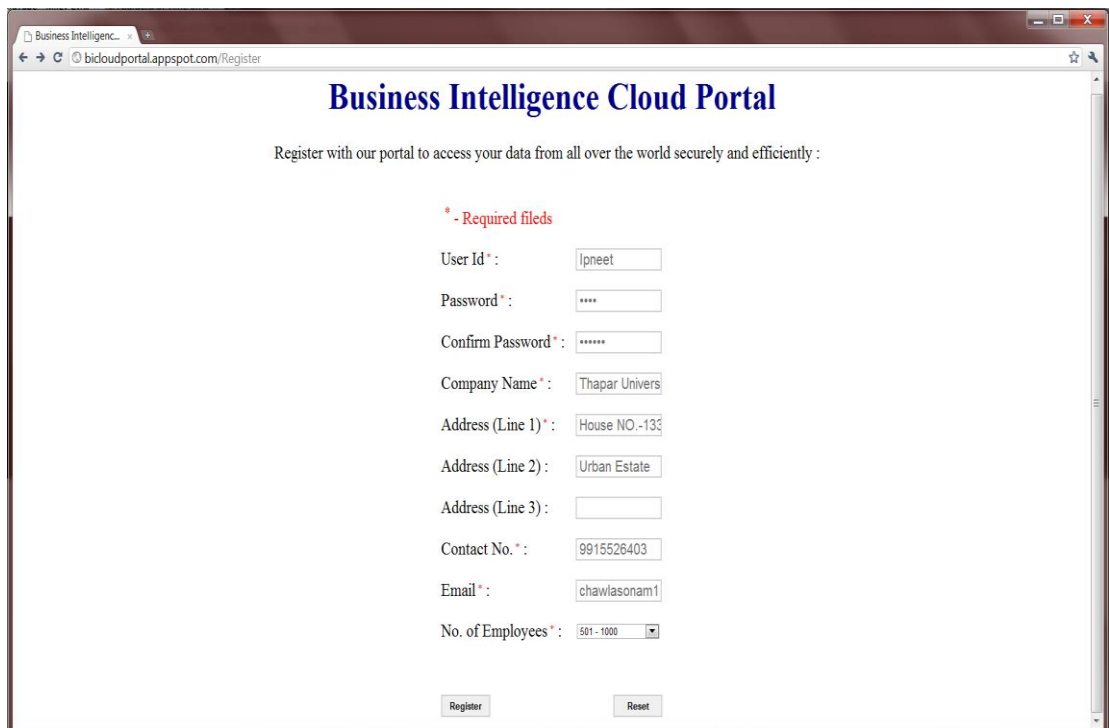 Business Intelligenc...
bicloudportal.appspot.com/Register
Business Intelligence Cloud Portal
Register with our portal to access your data from all over the world securely and efficiently :
* - Required fileds
User Id * : Ipneet
Password * : ••••
Confirm Password * : ••••••
Company Name * : Thapar Univers
Address (Line 1) * : House NO.-133
Address (Line 2) : Urban Estate
Address (Line 3) :
Contact No. * : 9915526403
Email * : chawlasonam1
No. of Employees * : 501 - 1000
Register Reset